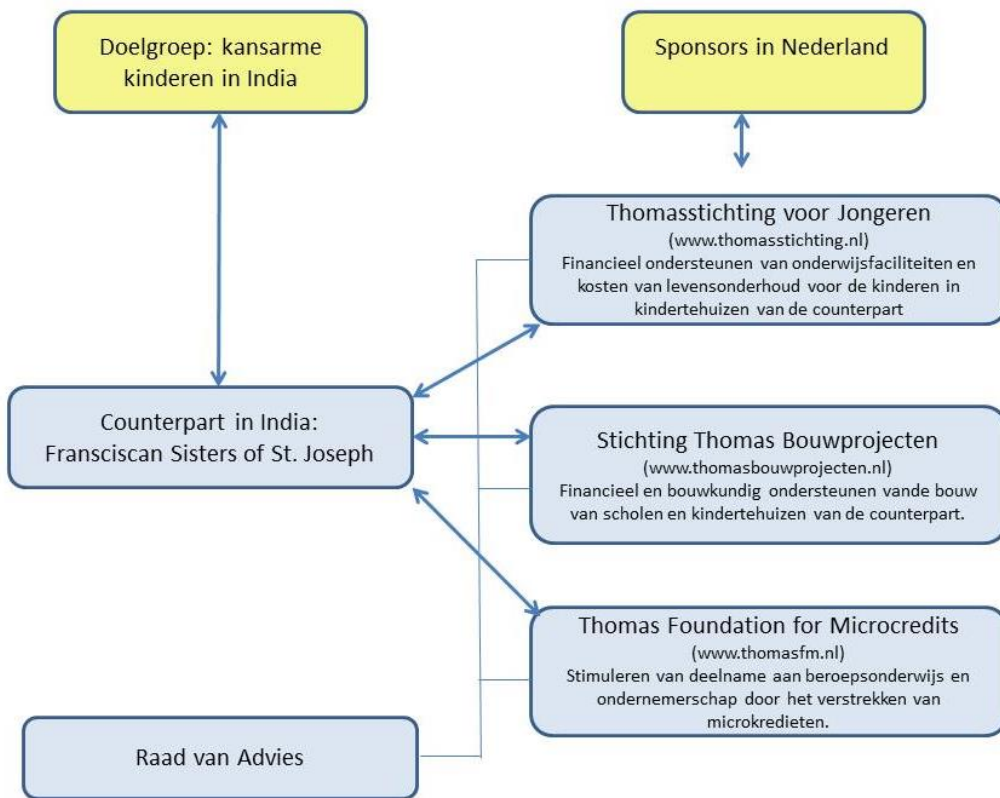 Doelgroep: kansarme
kinderen in India
Sponsors in Nederland
Thomasstichting voor Jongeren
(www.thomasstichting.nl)
Financieel ondersteunen van onderwijsfaciliteiten en
kosten van levensonderhoud voor de kinderen in
kindertehuizen van de counterpart
Counterpart in India:
Fransciscan Sisters of St. Joseph
Stichting Thomas Bouwprojecten
(www.thomasbouwprojecten.nl)
Financieel en bouwkundig ondersteunen vande bouw
van scholen en kindertehuizen van de counterpart.
Thomas Foundation for Microcredits
(www.thomasfm.nl)
Stimuleren van deelname aan beroepsonderwijs en
ondernemerschap door het verstrekken van
microkredieten.
Raad van Advies